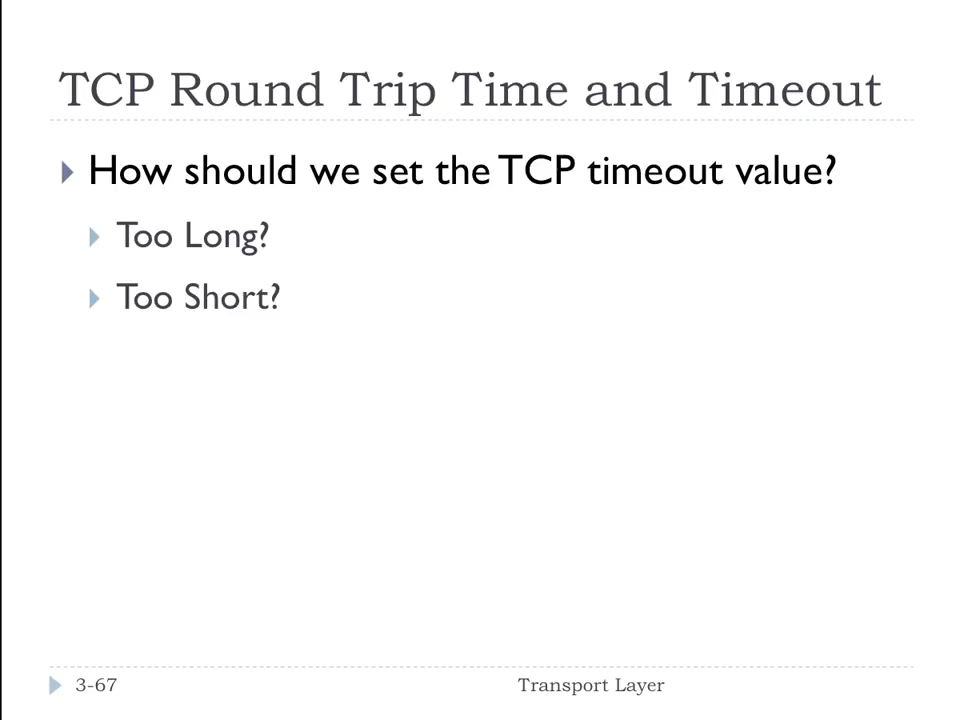 TCP Round Trip Time and Timeout
How should we set the TCP timeout value?
Too Long?
Too Short?
3-67
Transport Layer